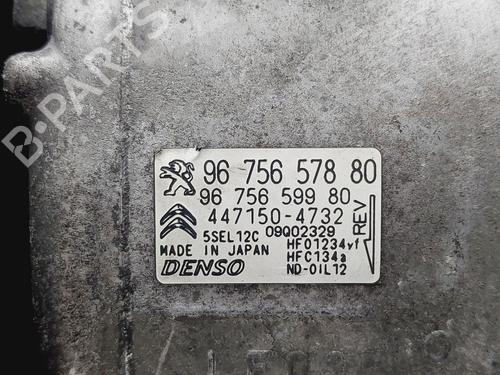 B-PARTS
96 756 578 80
96 756 599 80
447150-4732
5SEL12C 09Q02329
MADE IN JAPAN HFO1234yf
HFC134a
DENSO ND-OIL12
REV